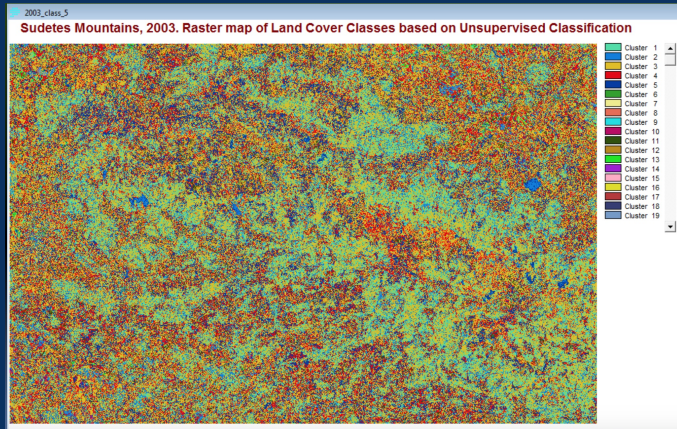 2003_class_5
Sudetes Mountains, 2003. Raster map of Land Cover Classes based on Unsupervised Classification
Cluster 1
Cluster 2
Cluster 3
Cluster 4
Cluster 5
Cluster 6
Cluster 7
Cluster 8
Cluster 9
Cluster 10
Cluster 11
Cluster 12
Cluster 13
Cluster 14
Cluster 15
Cluster 16
Cluster 17
Cluster 18
Cluster 19